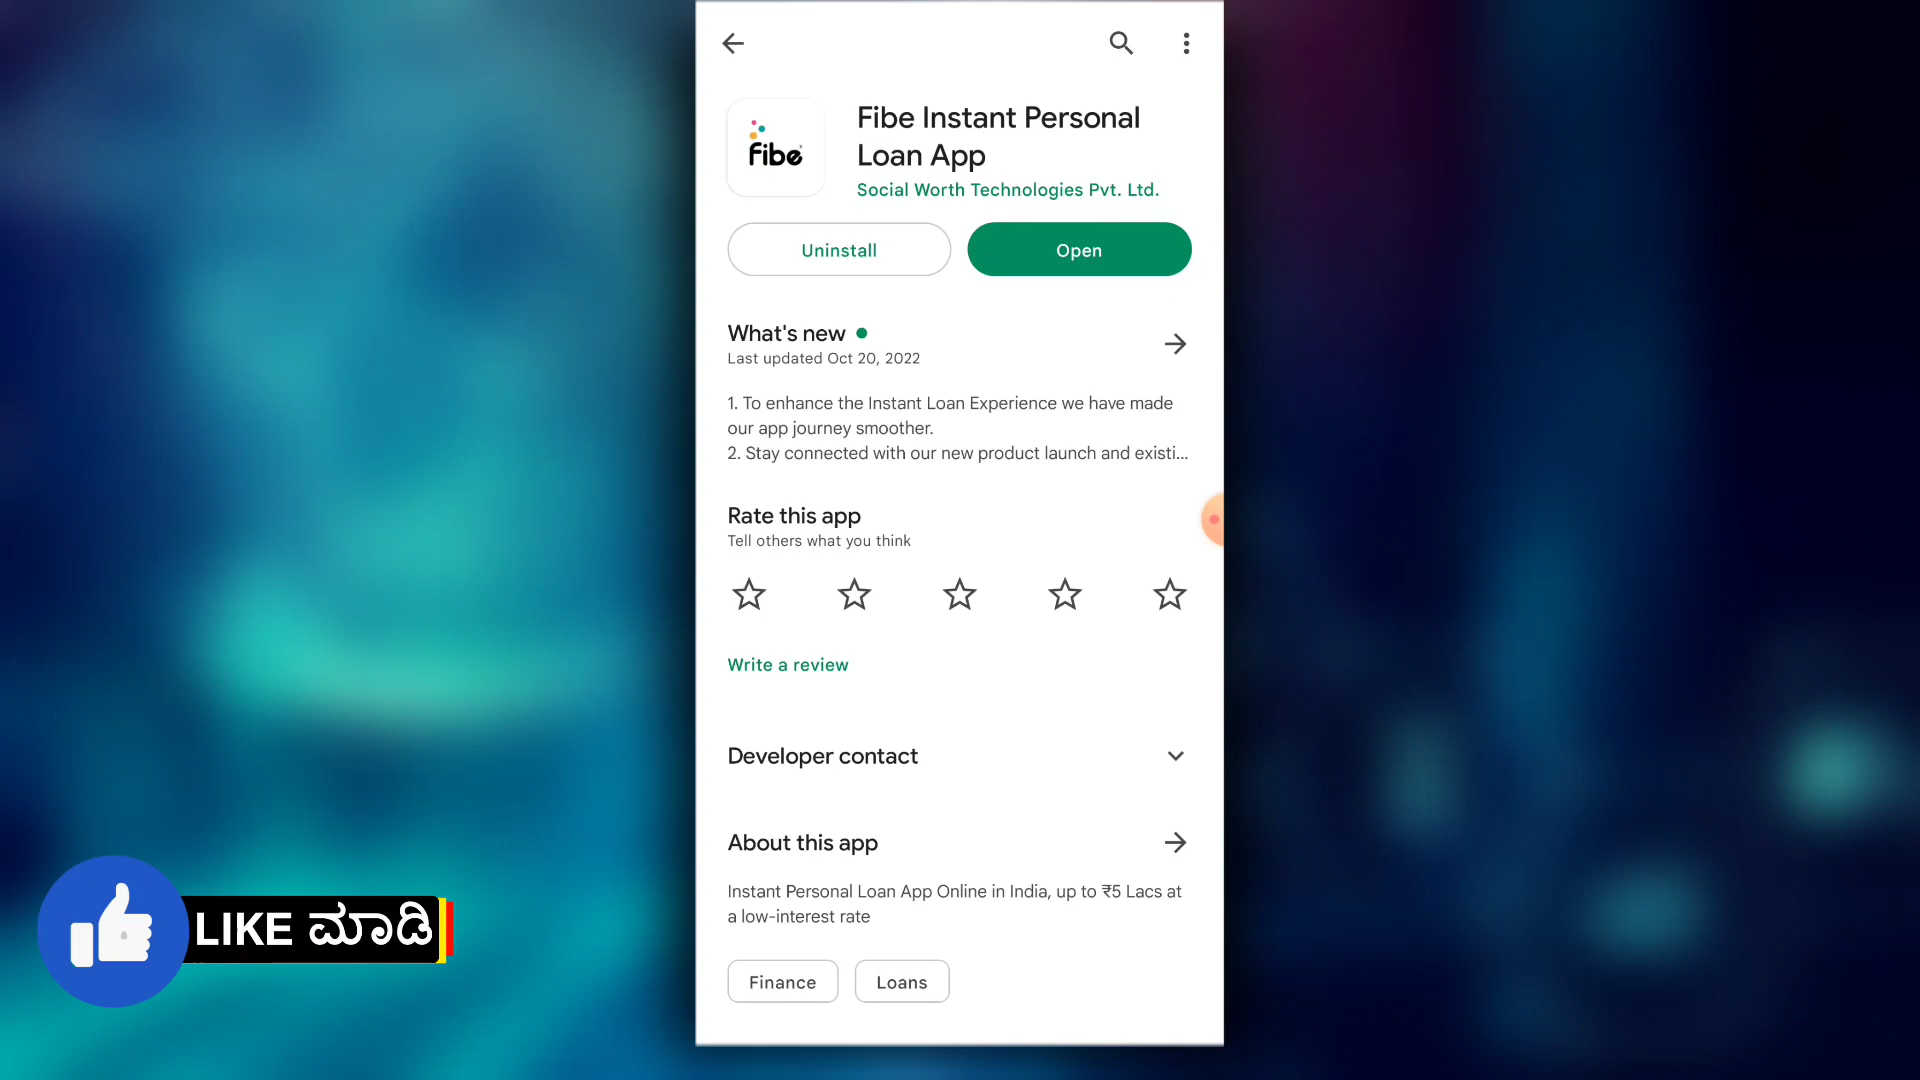 fibe
Fibe Instant Personal
Loan App
Social Worth Technologies Pvt. Ltd.
Uninstall
Open
What's new
Last updated Oct 20, 2022
1. To enhance the Instant Loan Experience we have made
our app journey smoother.
2. Stay connected with our new product launch and existi...
Rate this app
Tell others what you think
Write a review
Developer contact
About this app
Instant Personal Loan App Online in India, up to ₹5 Lacs at
a low-interest rate
Finance
Loans
LIKE ಮಾಡಿ